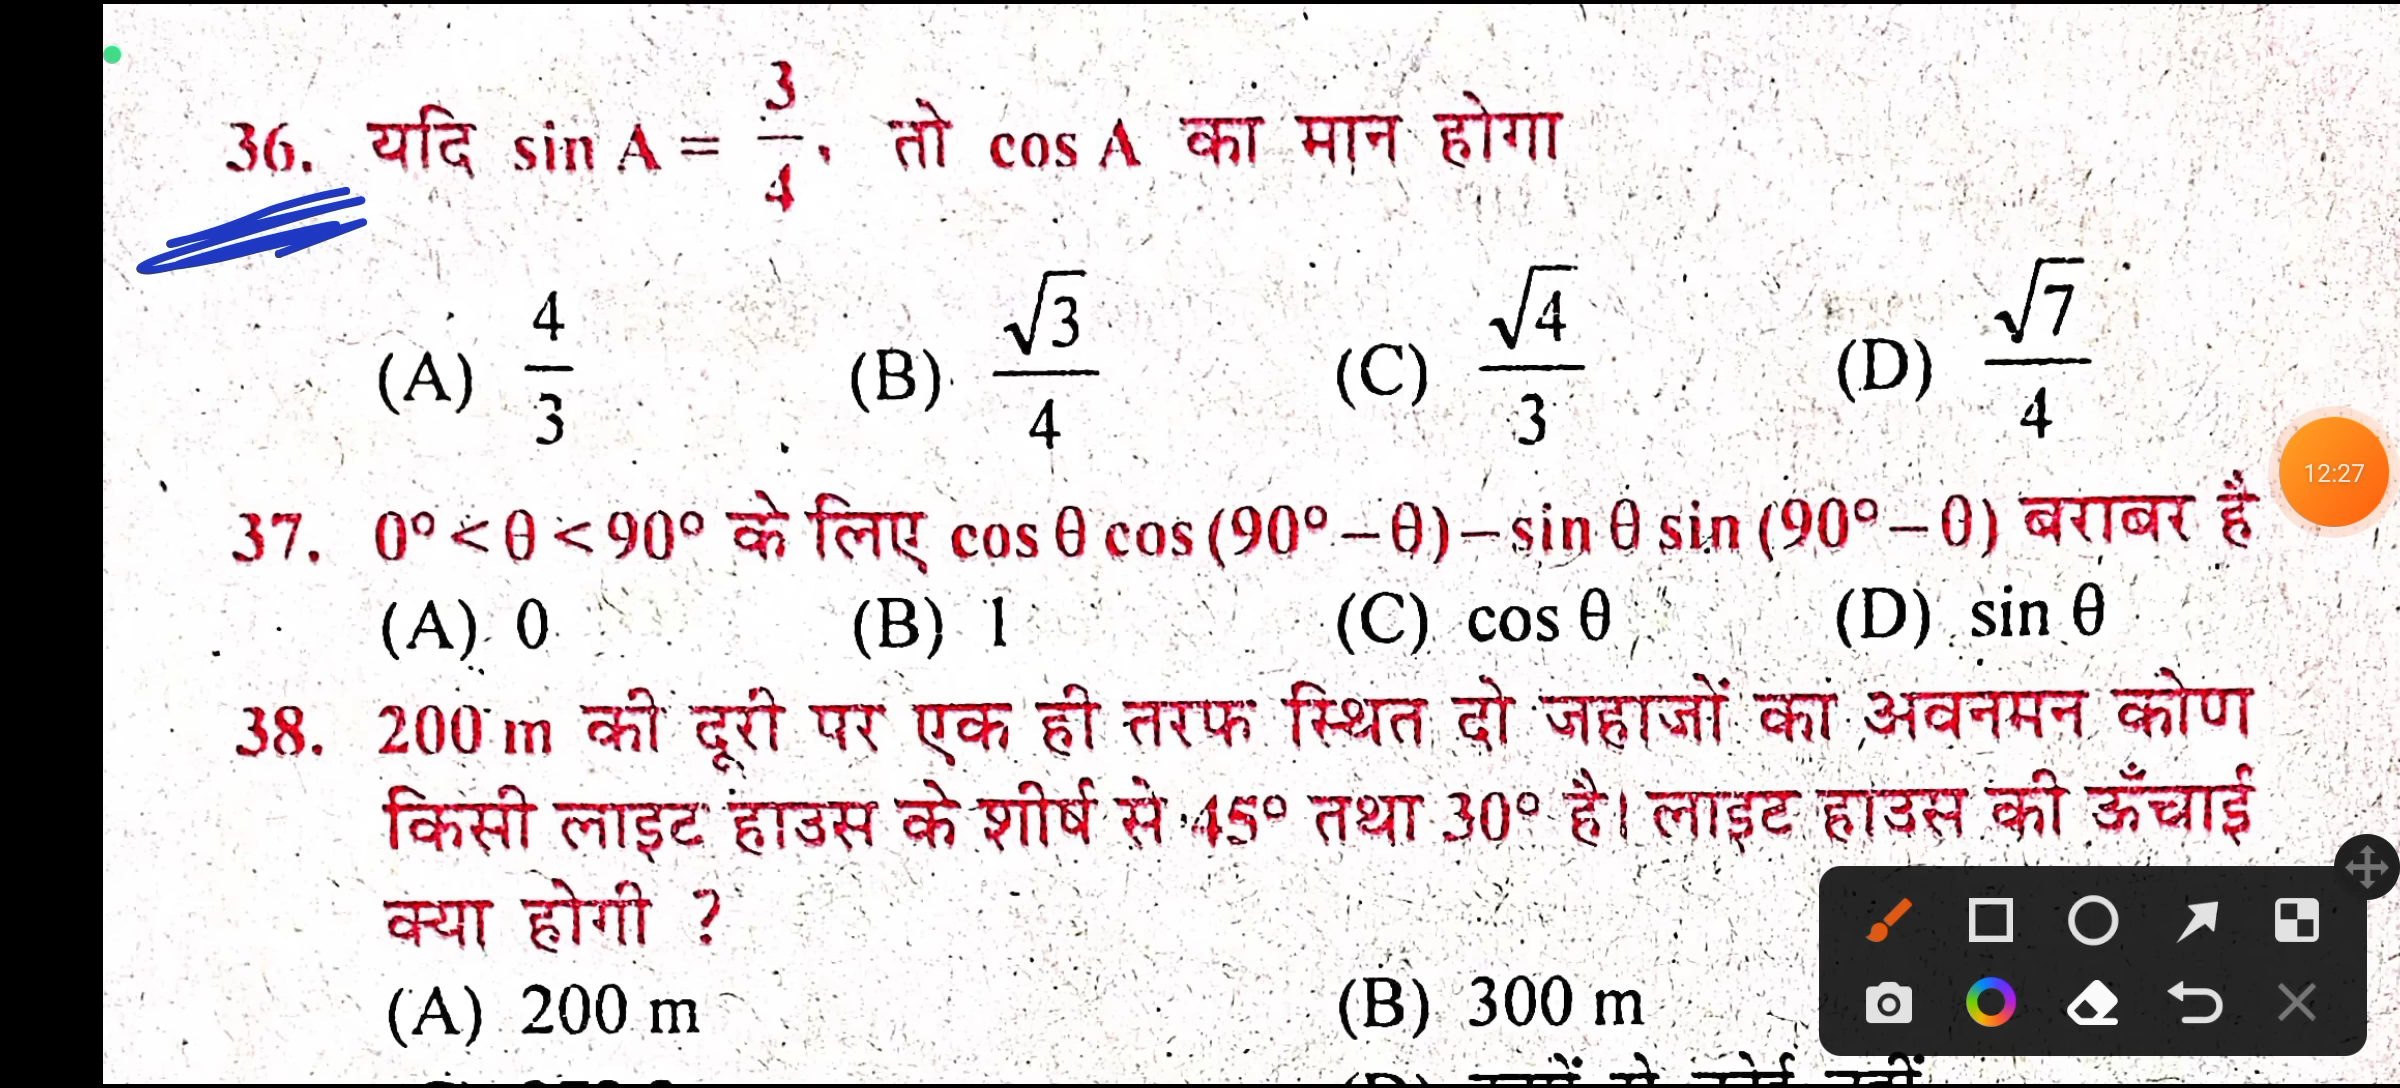 36. यदि sin A = 3/4, तो cos A का मान होगा
(A) 4/3 (B) √3/4 (C) √4/3 (D) √7/4
12:27
37. 0° < θ < 90° के लिए cos θ cos (90° – θ) – sin θ sin (90° – θ) बराबर है
(A) 0 (B) 1 (C) cos θ (D) sin θ
38. 200 m की दूरी पर एक ही तरफ स्थित दो जहाजों का अवनमन कोण
किसी लाइट हाउस के शीर्ष से 45° तथा 30° है। लाइट हाउस की ऊँचाई
क्या होगी ?
(A) 200 m (B) 300 m